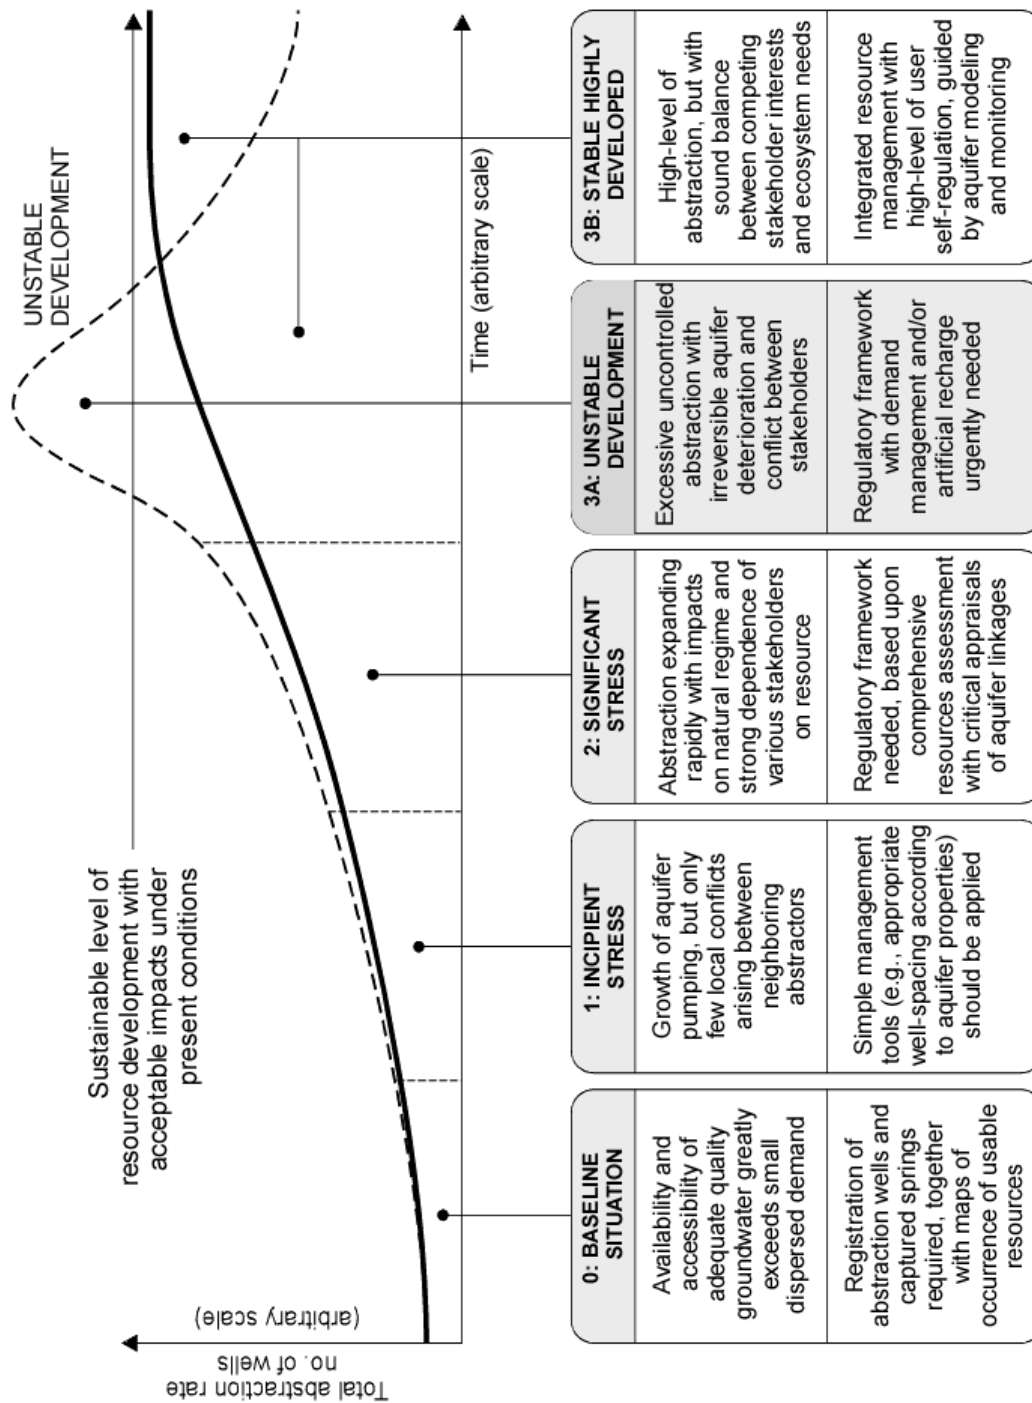 Total abstraction rate
no. of wells
(arbitrary scale)
Sustainable level of
resource development with
acceptable impacts under
present conditions
UNSTABLE
DEVELOPMENT
Time (arbitrary scale)
0: BASELINE
SITUATION
Availability and
accessibility of
adequate quality
groundwater greatly
exceeds small
dispersed demand
Registration of
abstraction wells and
captured springs
required, together
with maps of
occurrence of usable
resources
1: INCIPIENT
STRESS
Growth of aquifer
pumping, but only
few local conflicts
arising between
neighboring
abstractors
Simple management
tools (e.g., appropriate
well-spacing according
to aquifer properties)
should be applied
2: SIGNIFICANT
STRESS
Abstraction expanding
rapidly with impacts
on natural regime and
strong dependence of
various stakeholders
on resource
Regulatory framework
needed, based upon
comprehensive
resources assessment
with critical appraisals
of aquifer linkages
3A: UNSTABLE
DEVELOPMENT
Excessive uncontrolled
abstraction with
irreversible aquifer
deterioration and
conflict between
stakeholders
Regulatory framework
with demand
management and/or
artificial recharge
urgently needed
3B: STABLE HIGHLY
DEVELOPED
High-level of
abstraction, but with
sound balance
between competing
stakeholder interests
and ecosystem needs
Integrated resource
management with
high-level of user
self-regulation, guided
by aquifer modeling
and monitoring